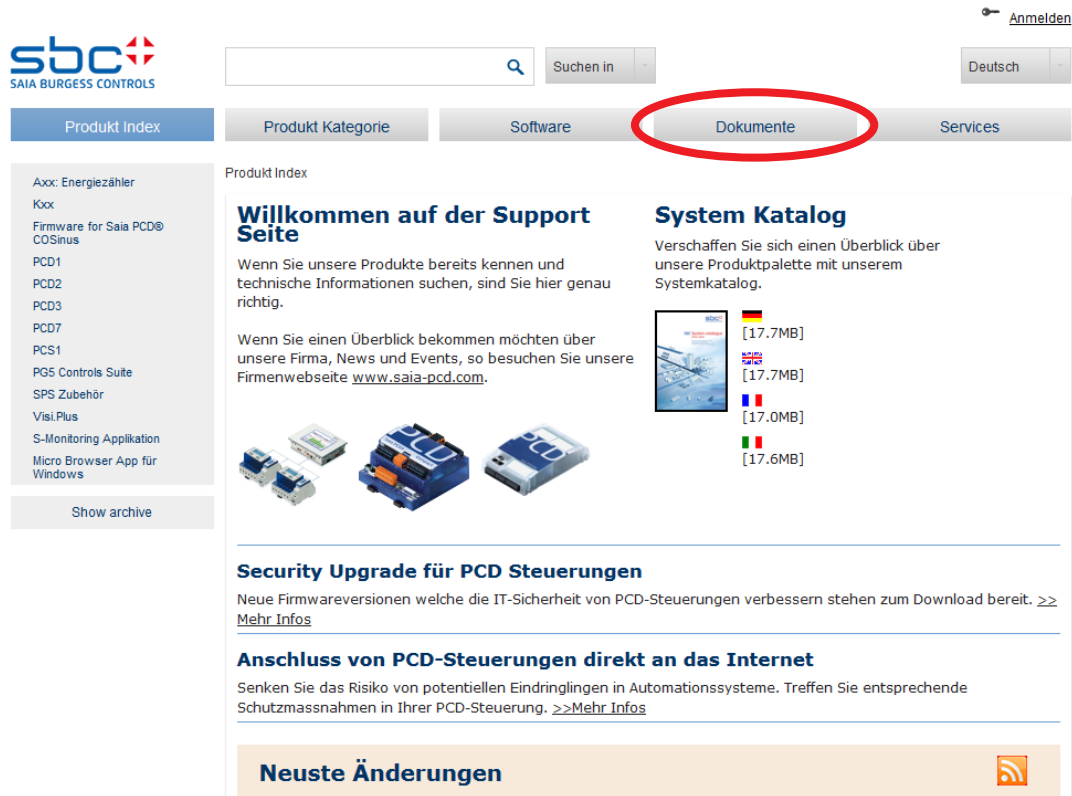 Anmelden
sbc
SAIA BURGESS CONTROLS
Suchen in
Deutsch
Produkt Index
Produkt Kategorie
Software
Dokumente
Services
Axx: Energiezähler
Kxx
Firmware for Saia PCD®
COSinus
PCD1
PCD2
PCD3
PCD7
PCS1
PG5 Controls Suite
SPS Zubehör
Visi.Plus
S-Monitoring Applikation
Micro Browser App für
Windows
Show archive
Produkt Index
Willkommen auf der Support
Seite
Wenn Sie unsere Produkte bereits kennen und
technische Informationen suchen, sind Sie hier genau
richtig.
Wenn Sie einen Überblick bekommen möchten über
unsere Firma, News und Events, so besuchen Sie unsere
Firmenwebseite www.saia-pcd.com.
PCD
PCD
System Katalog
Verschaffen Sie sich einen Überblick über
unsere Produktpalette mit unserem
Systemkatalog.
sbc
System catalogue
[17.7MB]
[17.7MB]
[17.0MB]
[17.6MB]
Security Upgrade für PCD Steuerungen
Neue Firmwareversionen welche die IT-Sicherheit von PCD-Steuerungen verbessern stehen zum Download bereit. >>
Mehr Infos
Anschluss von PCD-Steuerungen direkt an das Internet
Senken Sie das Risiko von potentiellen Eindringlingen in Automationssysteme. Treffen Sie entsprechende
Schutzmassnahmen in Ihrer PCD-Steuerung. >>Mehr Infos
Neuste Änderungen